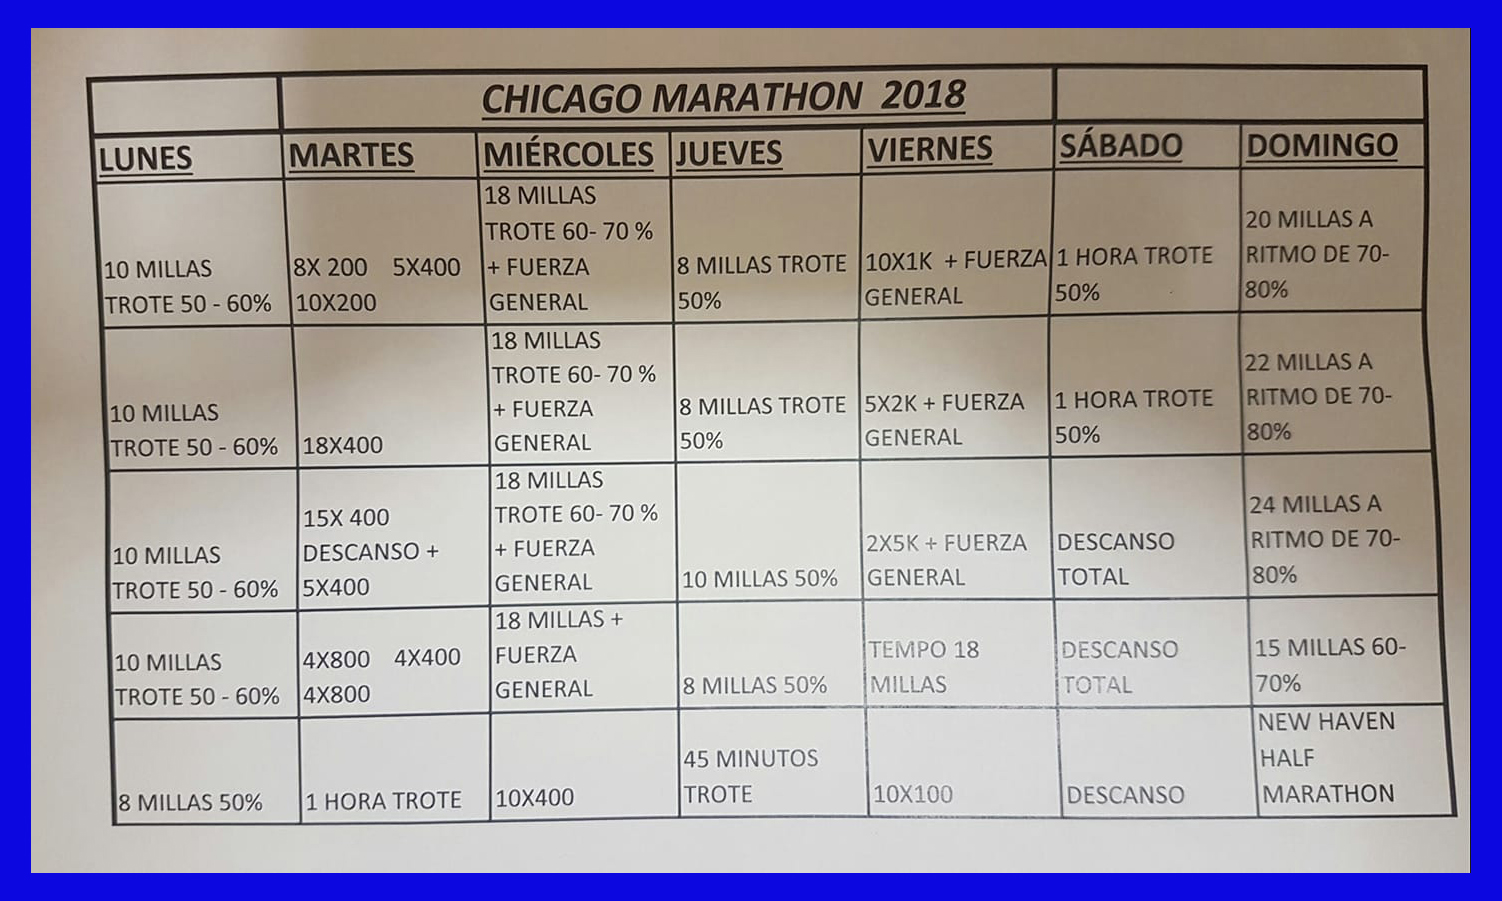 CHICAGO MARATHON 2018
LUNES MARTES MIÉRCOLES JUEVES VIERNES SÁBADO DOMINGO
10 MILLAS
TROTE 50 - 60%
8X 200 5X400
10X200
18 MILLAS
TROTE 60- 70 %
+ FUERZA
GENERAL
8 MILLAS TROTE
50%
10X1K + FUERZA
GENERAL
1 HORA TROTE
50%
20 MILLAS A
RITMO DE 70-
80%
10 MILLAS
TROTE 50 - 60%
18X400
18 MILLAS
TROTE 60- 70 %
+ FUERZA
GENERAL
8 MILLAS TROTE
50%
5X2K + FUERZA
GENERAL
1 HORA TROTE
50%
22 MILLAS A
RITMO DE 70-
80%
10 MILLAS
TROTE 50 - 60%
15X 400
DESCANSO +
5X400
18 MILLAS
TROTE 60- 70 %
+ FUERZA
GENERAL
10 MILLAS 50%
2X5K + FUERZA
GENERAL
DESCANSO
TOTAL
24 MILLAS A
RITMO DE 70-
80%
10 MILLAS
TROTE 50 - 60%
4X800 4X400
4X800
18 MILLAS +
FUERZA
GENERAL
8 MILLAS 50%
TEMPO 18
MILLAS
DESCANSO
TOTAL
15 MILLAS 60-
70%
8 MILLAS 50%
1 HORA TROTE
10X400
45 MINUTOS
TROTE
10X100
DESCANSO
NEW HAVEN
HALF
MARATHON